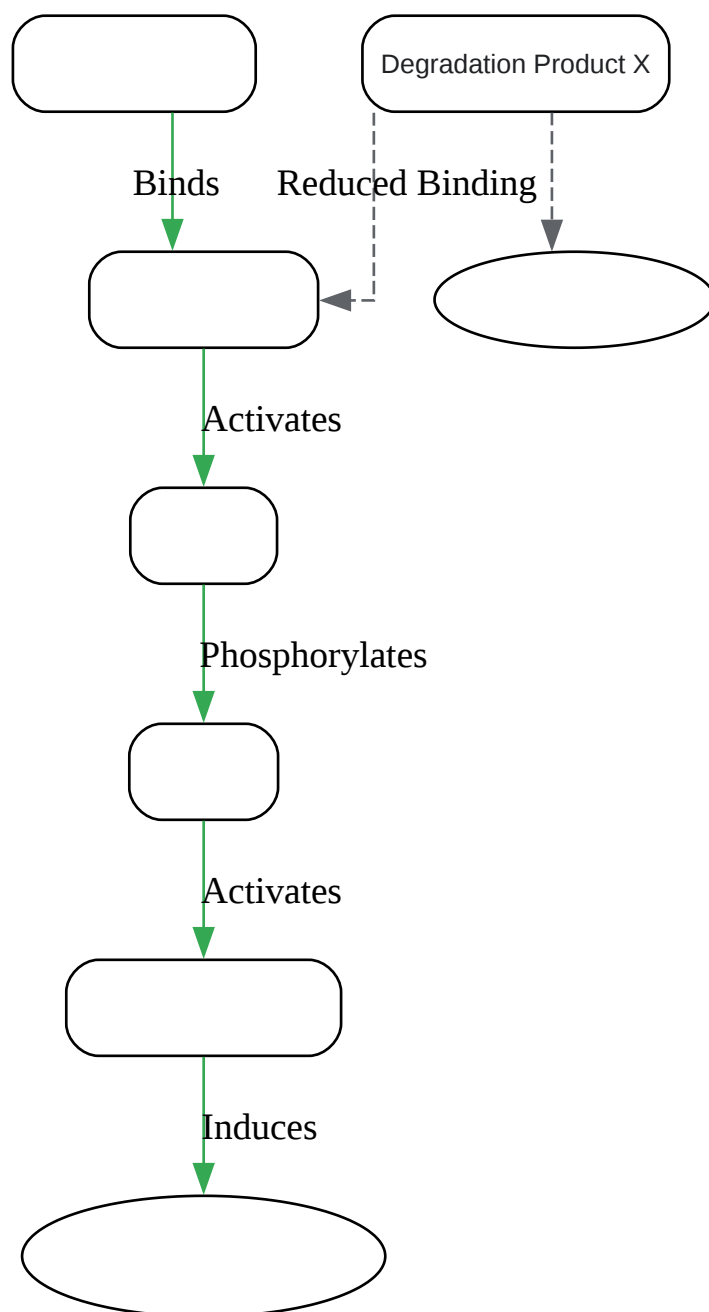 Degradation Product X
Binds
Reduced Binding
Activates
Phosphorylates
Activates
Induces